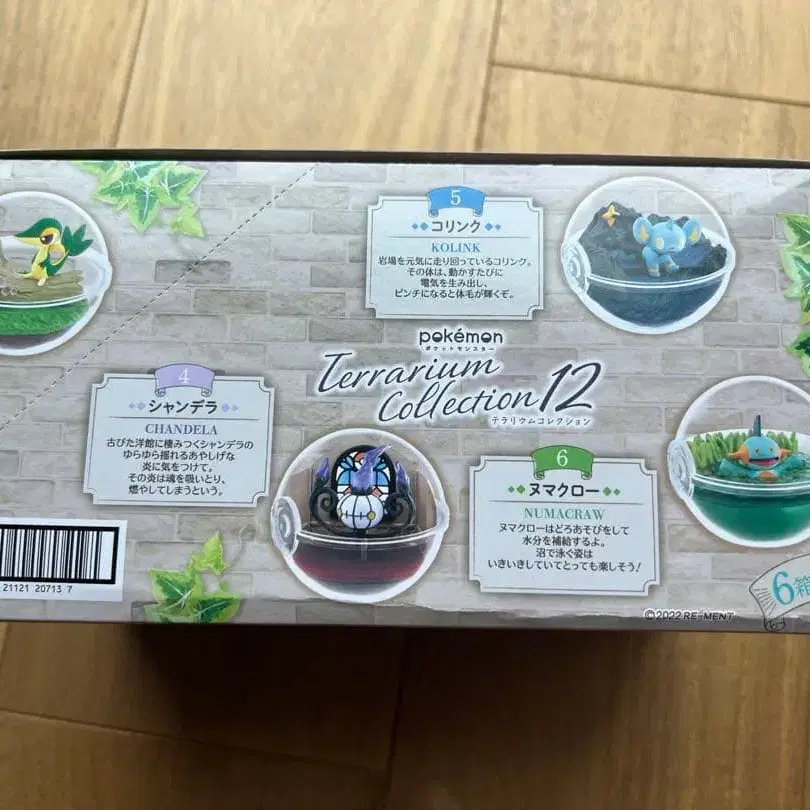 5
コリンク
KOLINK
岩場を元気に走り回っているコリンク。
その体は、動かすたびに
電気を生み出し、
ピンチになると体毛が輝くぞ。
pokémon
ポケットモンスター
Terrarium
Collection 12
テラリウムコレクション
4
シャンデラ
CHANDELA
古びた洋館に棲みつくシャンデラの
ゆらゆら揺れるあやしげな
炎に気をつけて。
その炎は魂を吸いとり、
燃やしてしまうという。
6
ヌマクロー
NUMACRAW
ヌマクローはどろあそびをして
水分を補給するよ。
沼で泳ぐ姿は
いきいきしていてとっても楽しそう!
21121 20713 7
6箱
©2022 RE-MENT